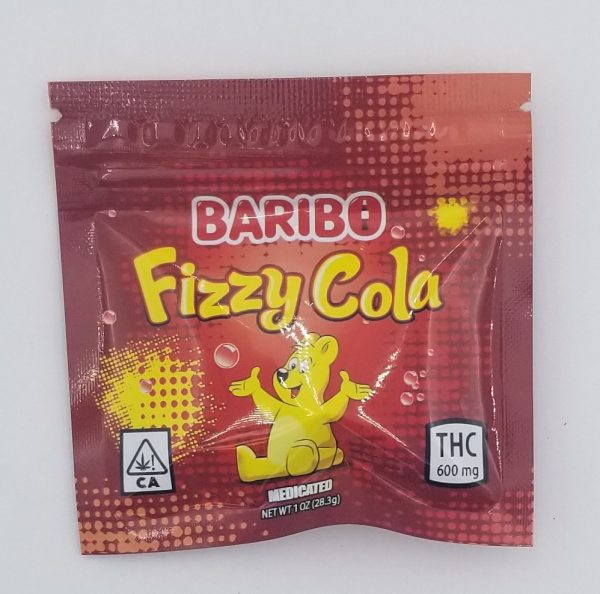 BARIBO
Fizzy Cola
CA
THC
600 mg
MEDICATED
NET WT 1 OZ (28.3g)